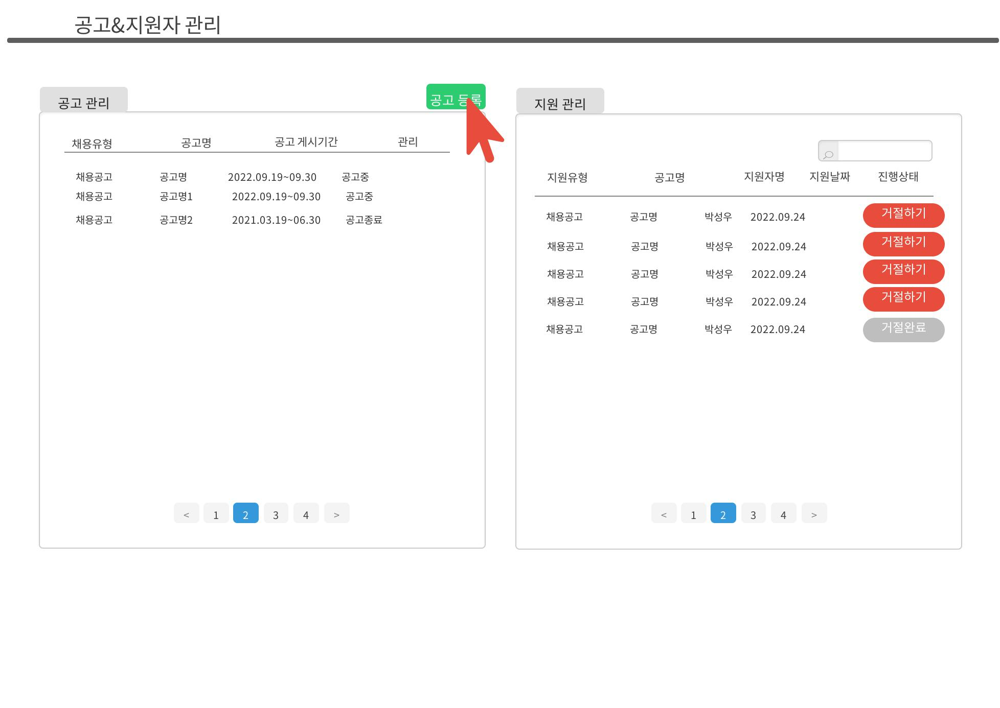 공고&지원자 관리
공고 관리
공고 등록
채용유형 공고명 공고 게시기간 관리
채용공고 공고명 2022.09.19~09.30 공고중
채용공고 공고명1 2022.09.19~09.30 공고중
채용공고 공고명2 2021.03.19~06.30 공고종료
< 1 2 3 4 >
지원 관리
지원유형 공고명 지원자명 지원날짜 진행상태
채용공고 공고명 박성우 2022.09.24 거절하기
채용공고 공고명 박성우 2022.09.24 거절하기
채용공고 공고명 박성우 2022.09.24 거절하기
채용공고 공고명 박성우 2022.09.24 거절하기
채용공고 공고명 박성우 2022.09.24 거절완료
< 1 2 3 4 >